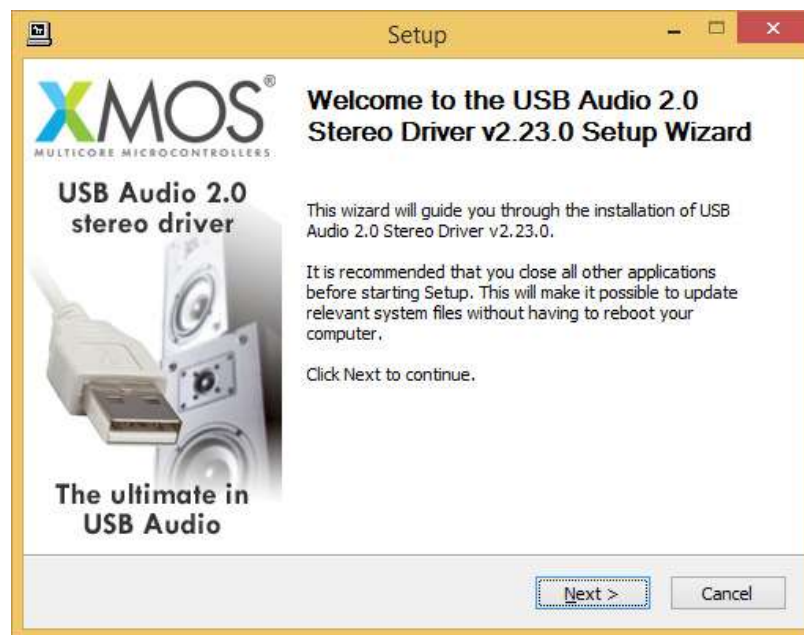 Setup
XMOS®
MULTICORE MICROCONTROLLERS
USB Audio 2.0
stereo driver
The ultimate in
USB Audio
Welcome to the USB Audio 2.0
Stereo Driver v2.23.0 Setup Wizard
This wizard will guide you through the installation of USB
Audio 2.0 Stereo Driver v2.23.0.
It is recommended that you close all other applications
before starting Setup. This will make it possible to update
relevant system files without having to reboot your
computer.
Click Next to continue.
Next >
Cancel